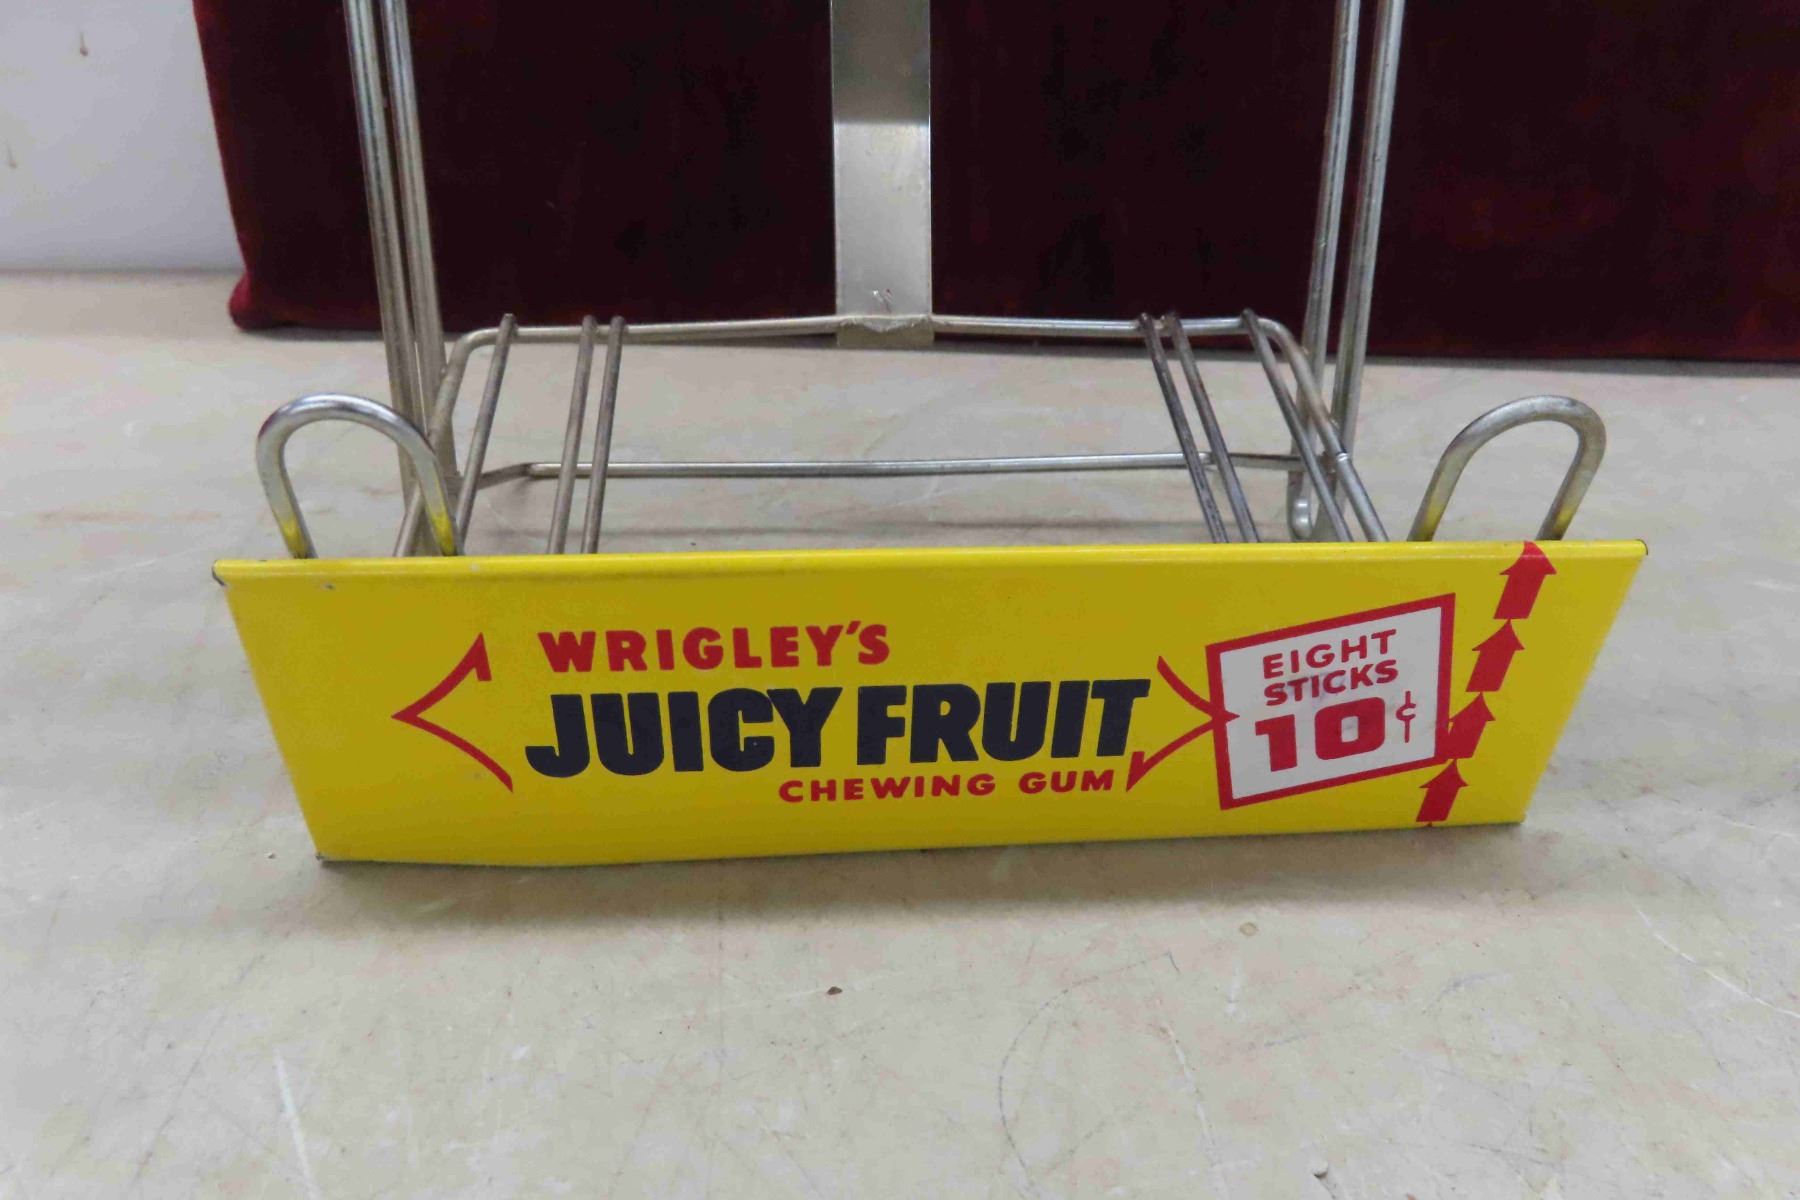 WRIGLEY'S
JUICY FRUIT
CHEWING GUM
EIGHT
STICKS
10¢